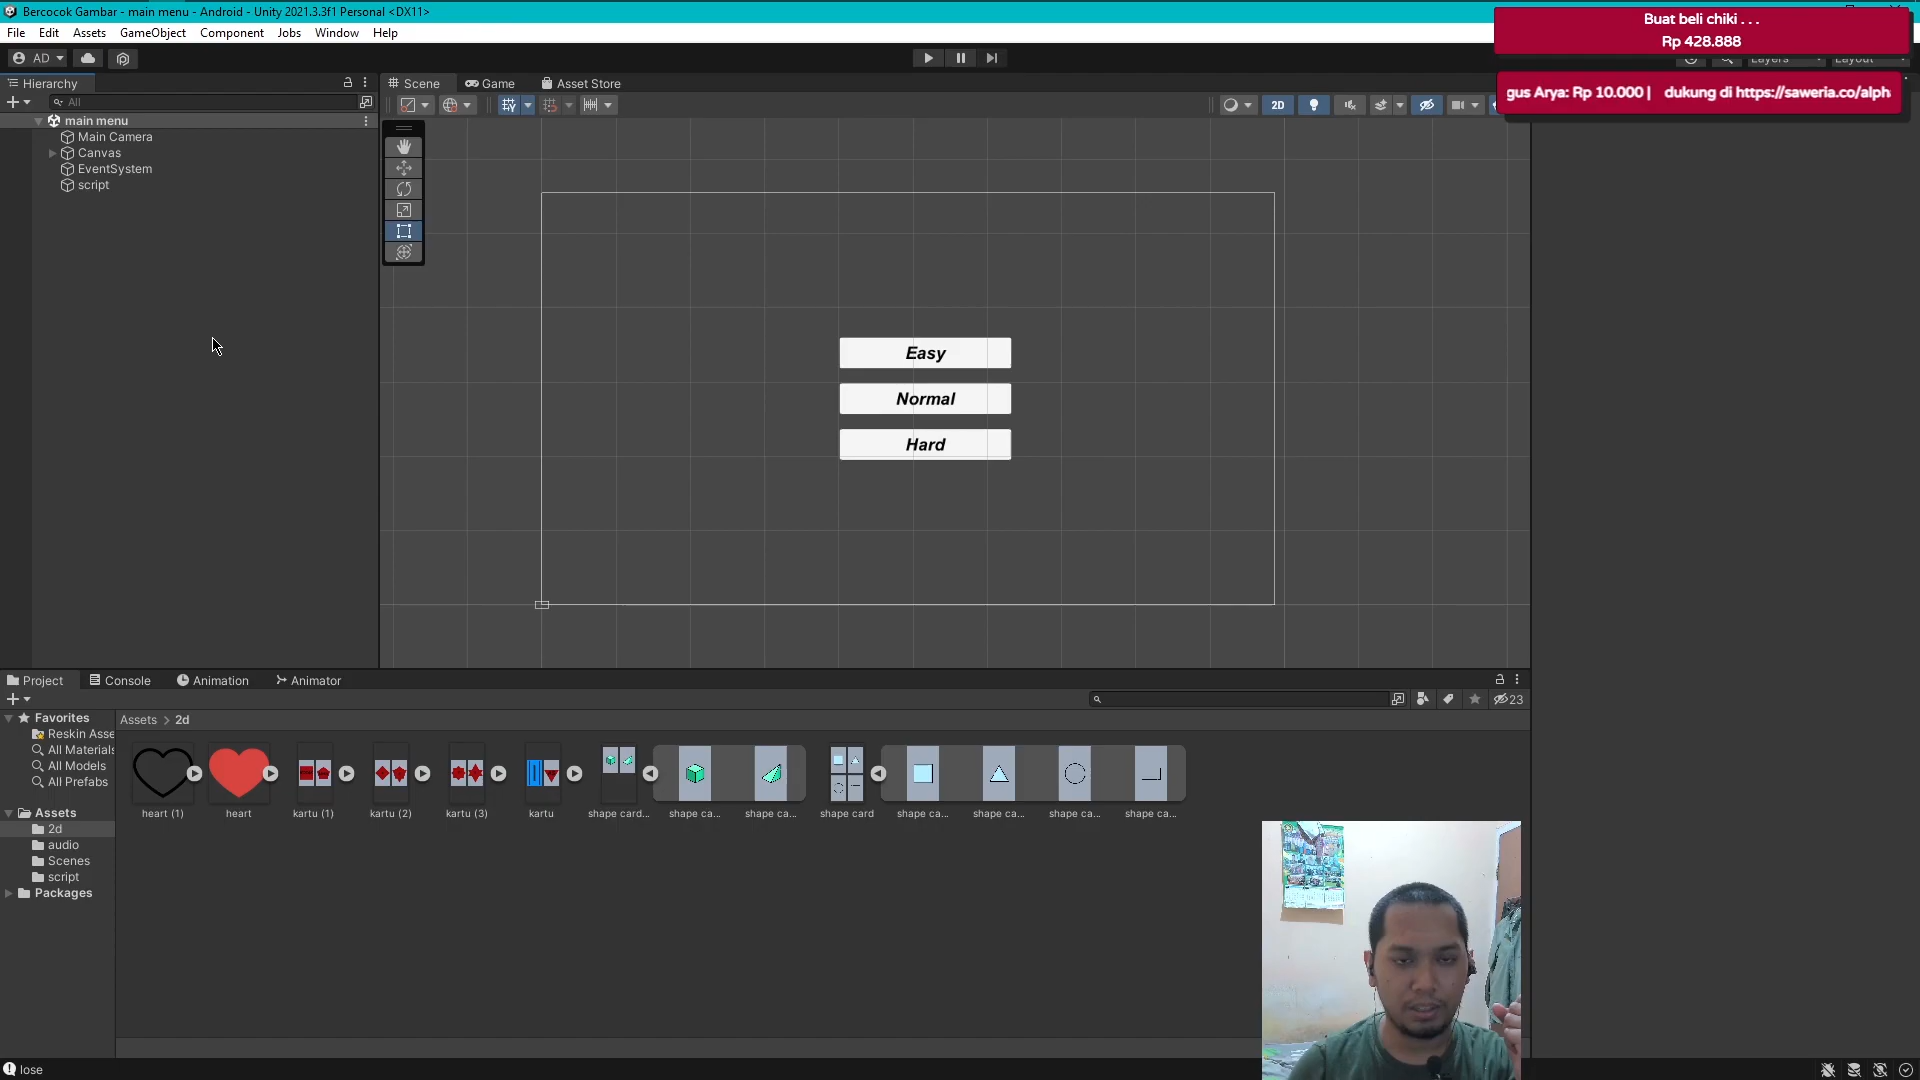 Bercocok Gambar - main menu - Android - Unity 2021.3.3f1 Personal <DX11>
File Edit Assets GameObject Component Jobs Window Help
Buat beli chiki . . .
Rp 428.888
AD
Layers Layout
gus Arya: Rp 10.000 | dukung di https://saweria.co/alph
Hierarchy
All
main menu
Main Camera
Canvas
EventSystem
script
Scene Game Asset Store
2D
Easy
Normal
Hard
Project Console Animation Animator
23
Favorites
Reskin Asse
All Materials
All Models
All Prefabs
Assets
2d
audio
Scenes
script
Packages
Assets > 2d
heart (1) heart kartu (1) kartu (2) kartu (3) kartu shape card... shape ca... shape ca... shape card shape ca... shape ca... shape ca... shape ca...
lose